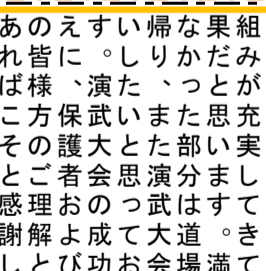 組みが充実してきて
果だと思います。満
なかった部分は道場
帰り、また演武大会
いしたいと思ってお
す。演武大会の成功
えに、保護者および
の皆様方のご理解と
あればこそと感謝し